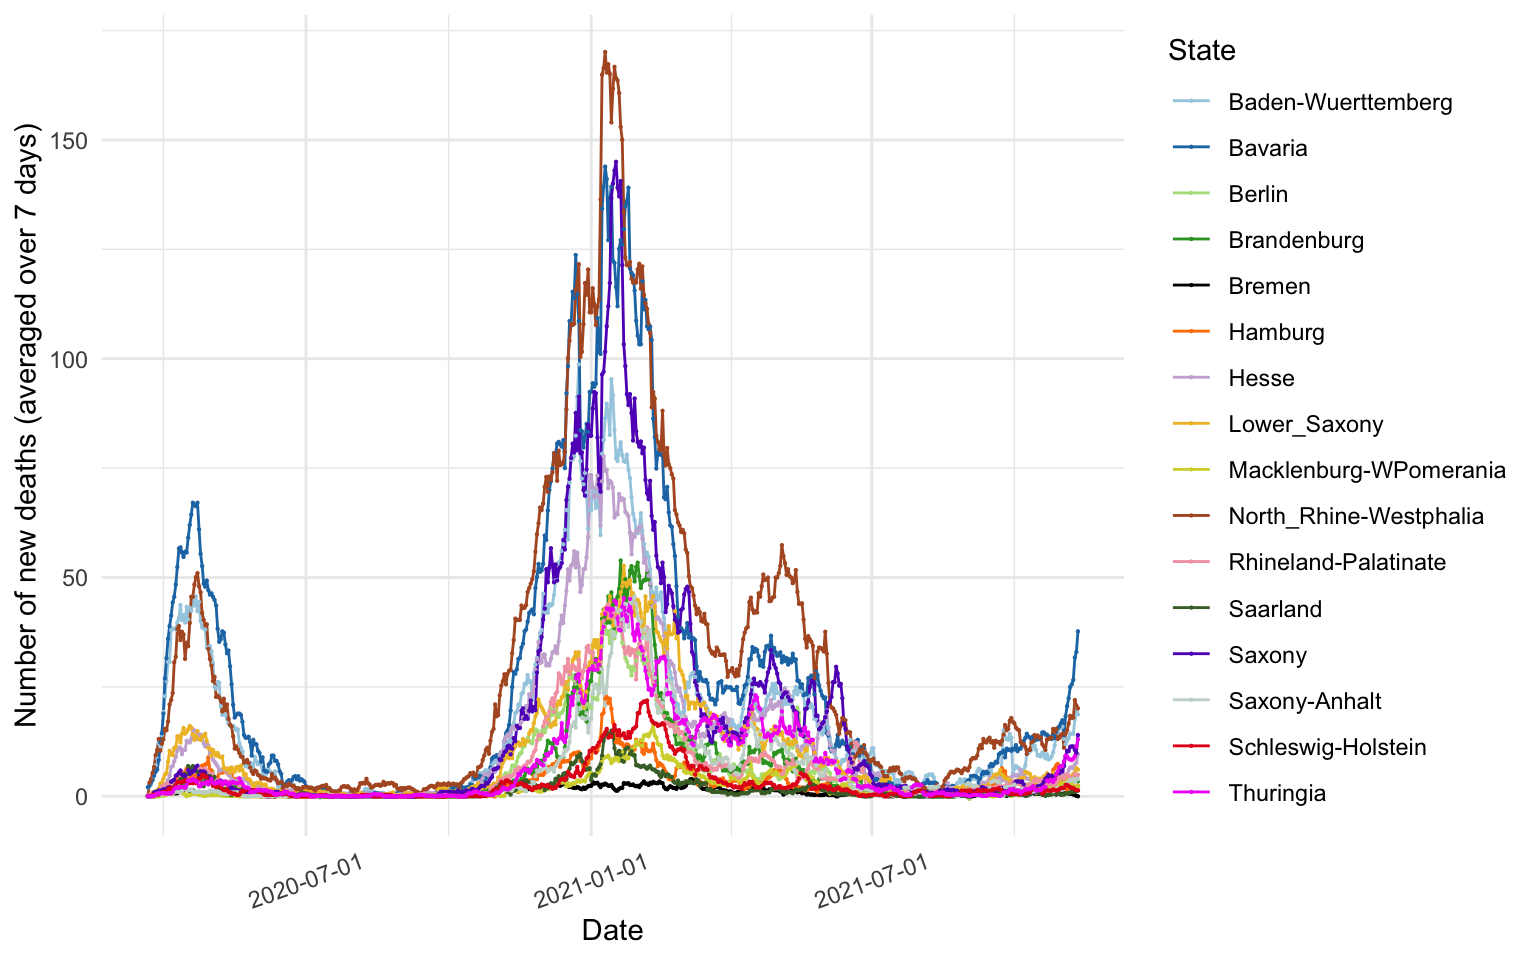 Number of new deaths (averaged over 7 days)
150
100
50
0
2020-07-01
2021-01-01
2021-07-01
Date
State
Baden-Wuerttemberg
Bavaria
Berlin
Brandenburg
Bremen
Hamburg
Hesse
Lower_Saxony
Macklenburg-WPomerania
North_Rhine-Westphalia
Rhineland-Palatinate
Saarland
Saxony
Saxony-Anhalt
Schleswig-Holstein
Thuringia